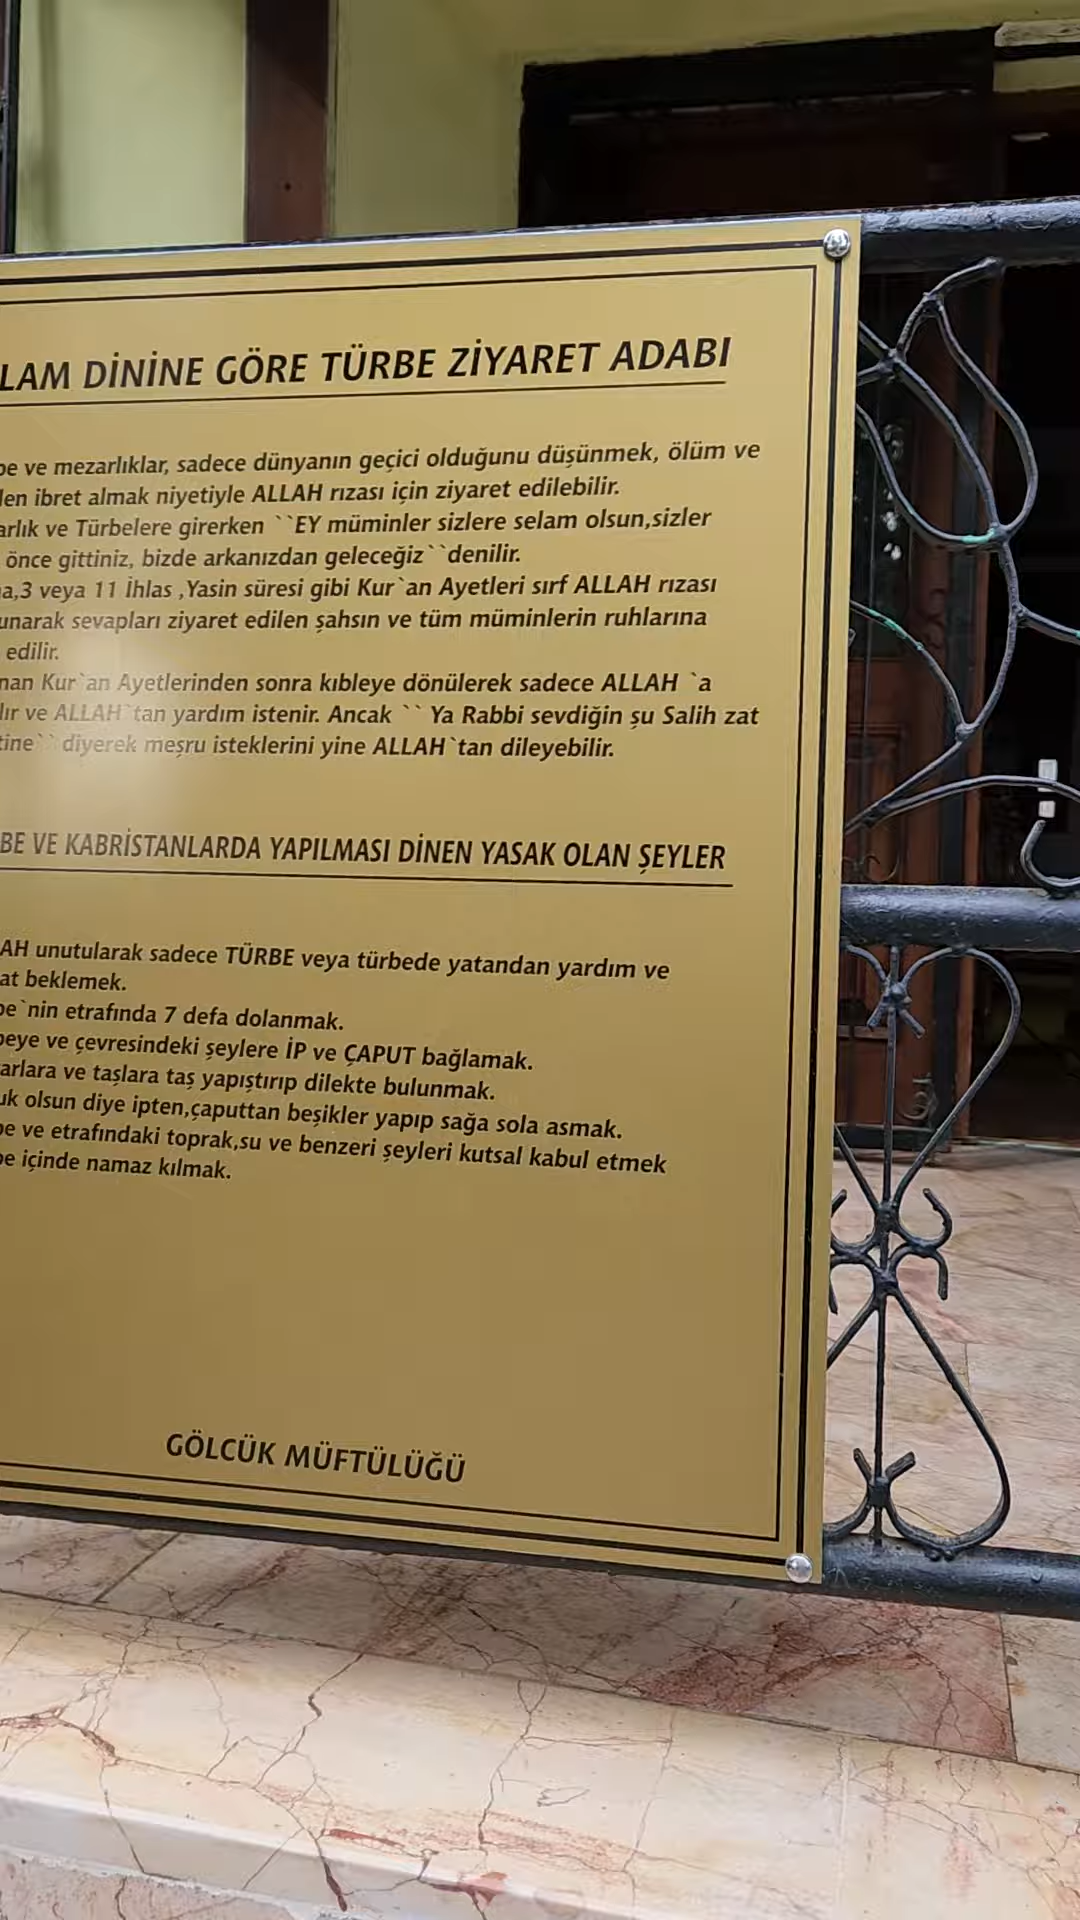 LAM DİNİNE GÖRE TÜRBE ZİYARET ADABI
be ve mezarlıklar, sadece dünyanın geçici olduğunu düşünmek, ölüm ve
den ibret almak niyetiyle ALLAH rızası için ziyaret edilebilir.
arlık ve Türbelere girerken ``EY müminler sizlere selam olsun,sizler
önce gittiniz, bizde arkanızdan geleceğiz``denilir.
a,3 veya 11 İhlas ,Yasin süresi gibi Kur`an Ayetleri sırf ALLAH rızası
unarak sevapları ziyaret edilen şahsın ve tüm müminlerin ruhlarına
edilir.
nan Kur`an Ayetlerinden sonra kıbleye dönülerek sadece ALLAH `a
lır ve ALLAH`tan yardım istenir. Ancak `` Ya Rabbi sevdiğin şu Salih zat
tine`` diyerek meşru isteklerini yine ALLAH`tan dileyebilir.
BE VE KABRİSTANLARDA YAPILMASI DİNEN YASAK OLAN ŞEYLER
AH unutularak sadece TÜRBE veya türbede yatandan yardım ve
at beklemek.
be`nin etrafında 7 defa dolanmak.
beye ve çevresindeki şeylere İP ve ÇAPUT bağlamak.
arlara ve taşlara taş yapıştırıp dilekte bulunmak.
uk olsun diye ipten,çaputtan beşikler yapıp sağa sola asmak.
be ve etrafındaki toprak,su ve benzeri şeyleri kutsal kabul etmek
be içinde namaz kılmak.
GÖLCÜK MÜFTÜLÜĞÜ